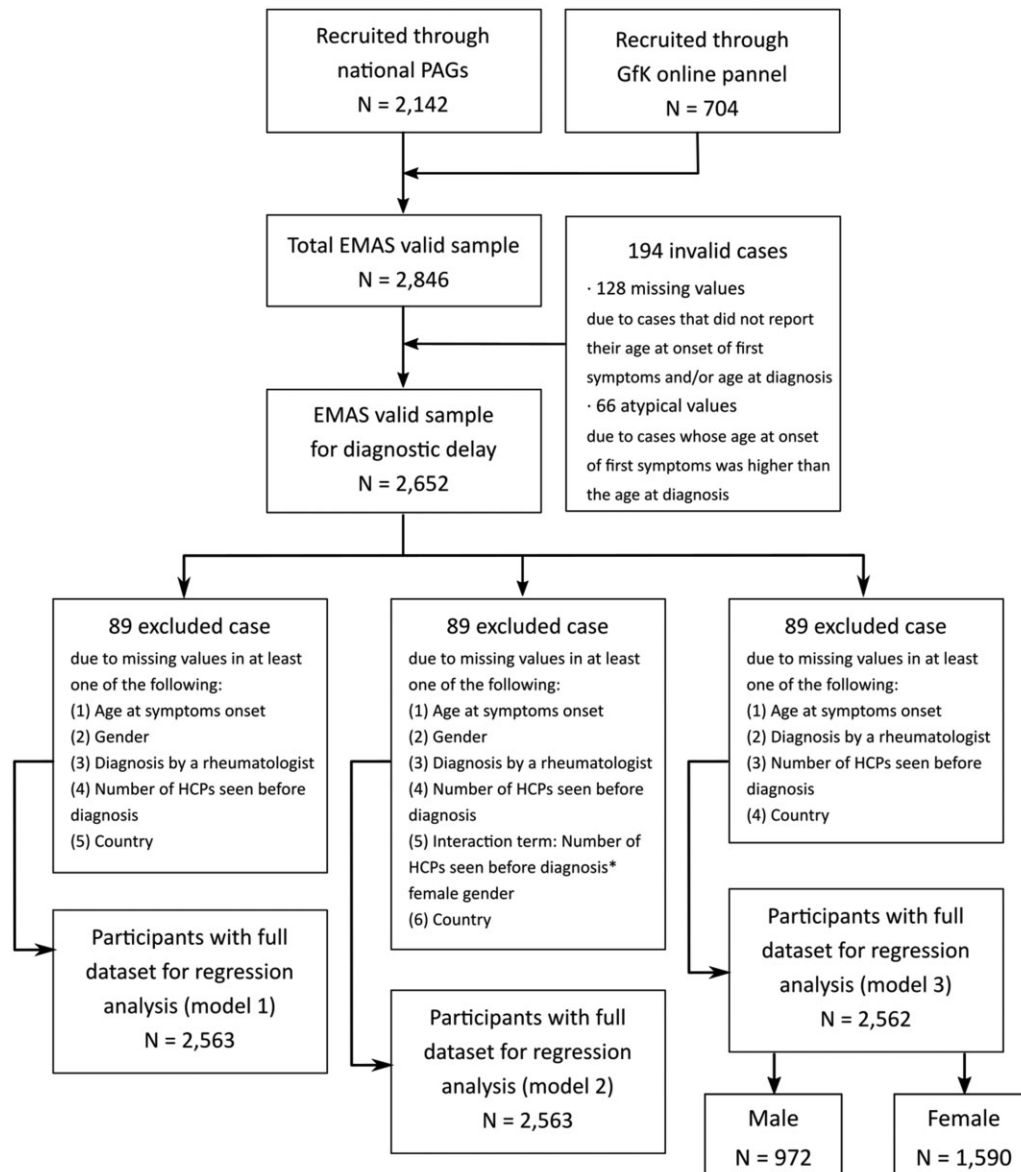 Recruited through
national PAGs
N = 2,142
Recruited through
GfK online pannel
N = 704
Total EMAS valid sample
N = 2,846
194 invalid cases
· 128 missing values
due to cases that did not report
their age at onset of first
symptoms and/or age at diagnosis
· 66 atypical values
due to cases whose age at onset
of first symptoms was higher than
the age at diagnosis
EMAS valid sample
for diagnostic delay
N = 2,652
89 excluded case
due to missing values in at least
one of the following:
(1) Age at symptoms onset
(2) Gender
(3) Diagnosis by a rheumatologist
(4) Number of HCPs seen before
diagnosis
(5) Country
Participants with full
dataset for regression
analysis (model 1)
N = 2,563
89 excluded case
due to missing values in at least
one of the following:
(1) Age at symptoms onset
(2) Gender
(3) Diagnosis by a rheumatologist
(4) Number of HCPs seen before
diagnosis
(5) Interaction term: Number of
HCPs seen before diagnosis*
female gender
(6) Country
Participants with full
dataset for regression
analysis (model 2)
N = 2,563
89 excluded case
due to missing values in at least
one of the following:
(1) Age at symptoms onset
(2) Diagnosis by a rheumatologist
(3) Number of HCPs seen before
diagnosis
(4) Country
Participants with full
dataset for regression
analysis (model 3)
N = 2,562
Male
N = 972
Female
N = 1,590